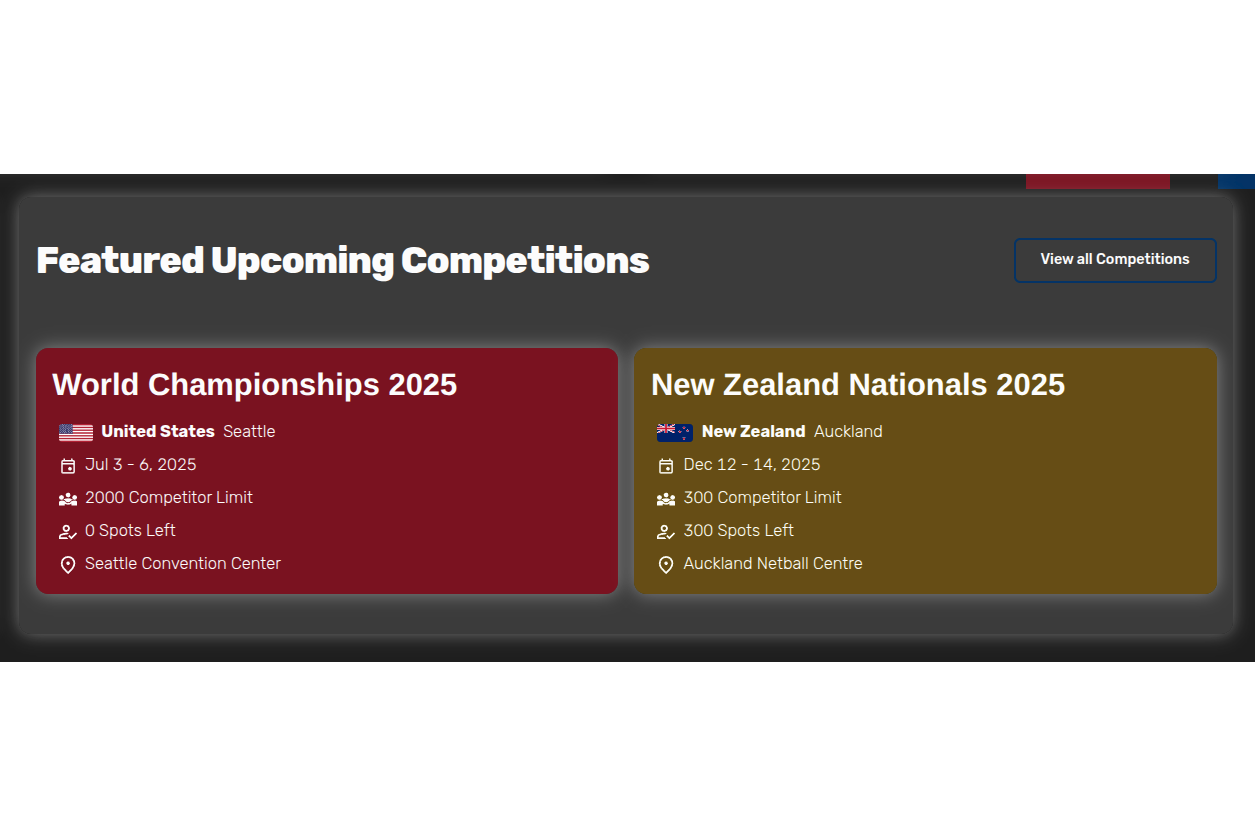 Featured Upcoming Competitions
View all Competitions
World Championships 2025
United States Seattle
Jul 3 - 6, 2025
2000 Competitor Limit
0 Spots Left
Seattle Convention Center
New Zealand Nationals 2025
New Zealand Auckland
Dec 12 - 14, 2025
300 Competitor Limit
300 Spots Left
Auckland Netball Centre